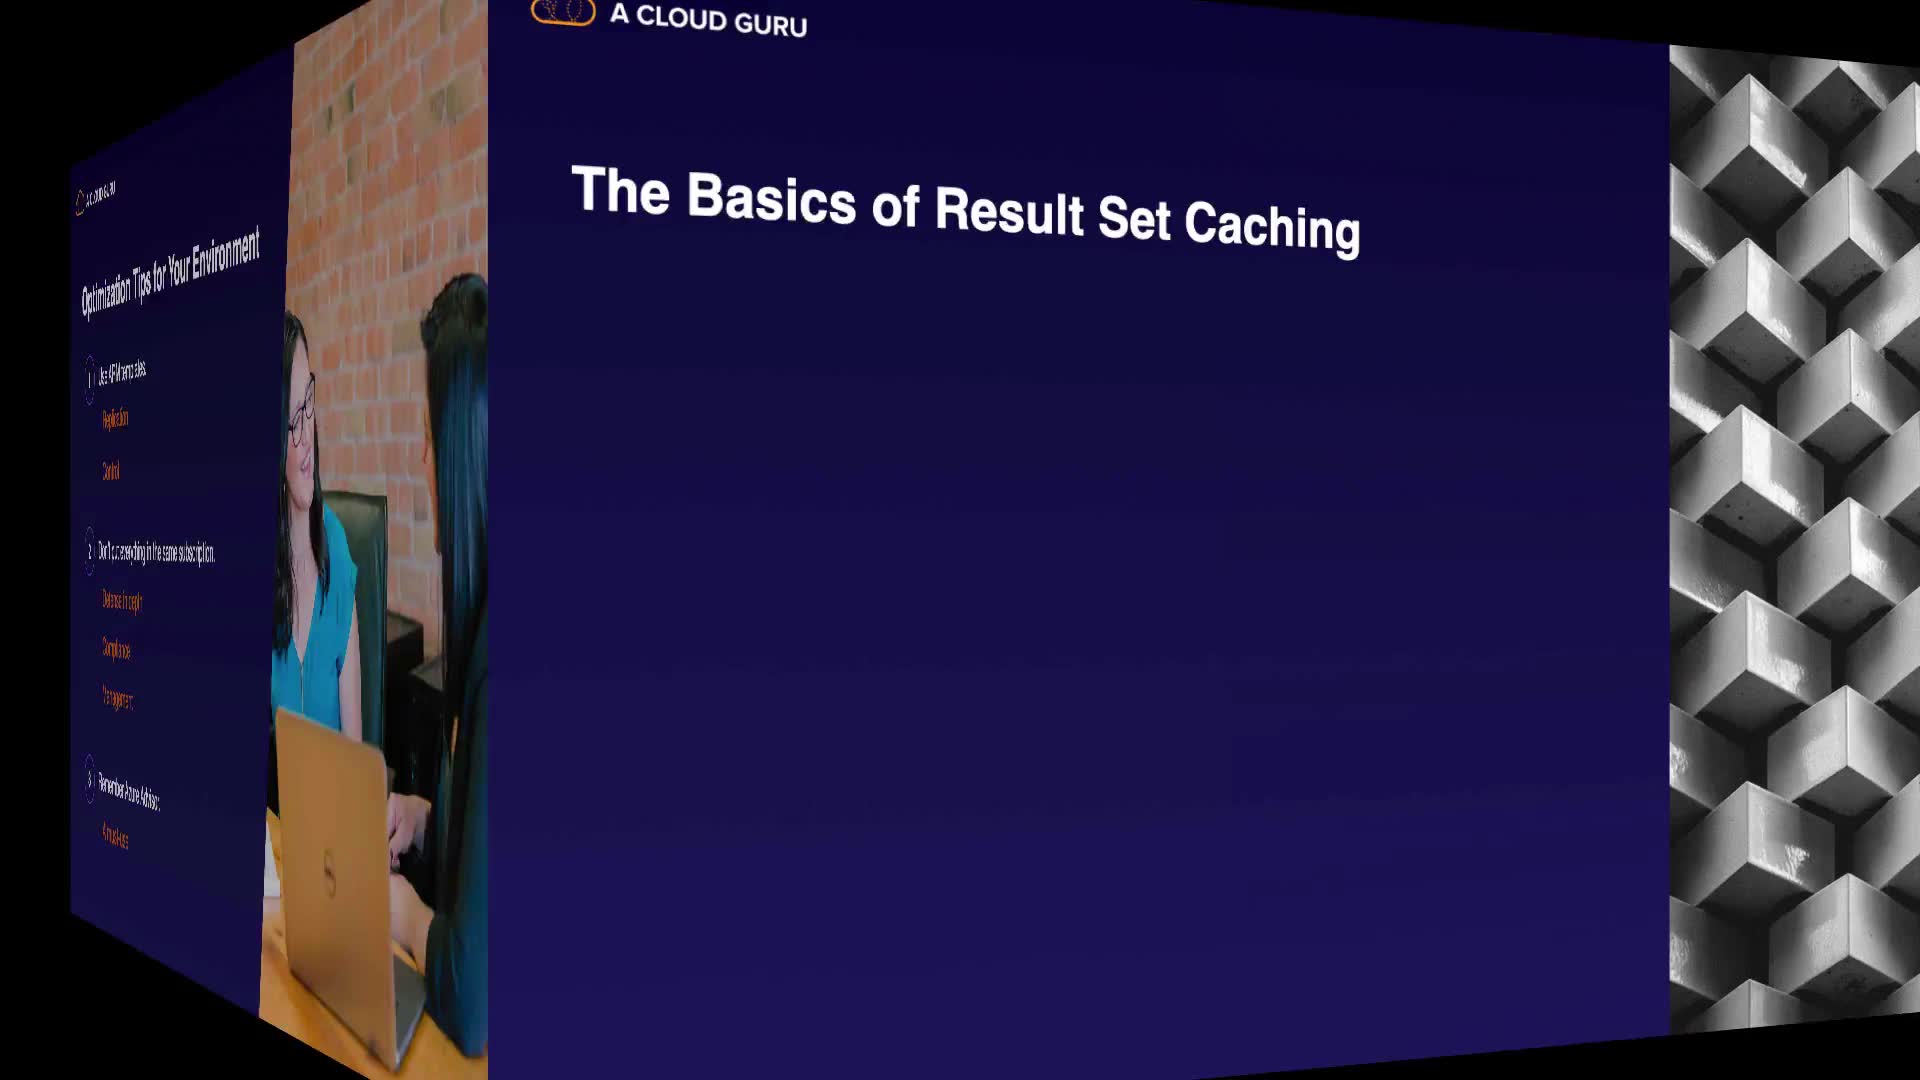 A CLOUD GURU
Optimization Tips for Your Environment
1 Use ARM templates.
Replication
Control
2 Don't put everything in the same subscription.
Defense in depth
Compliance
Management
3 Remember Azure Advisor.
A must-use
A CLOUD GURU
The Basics of Result Set Caching